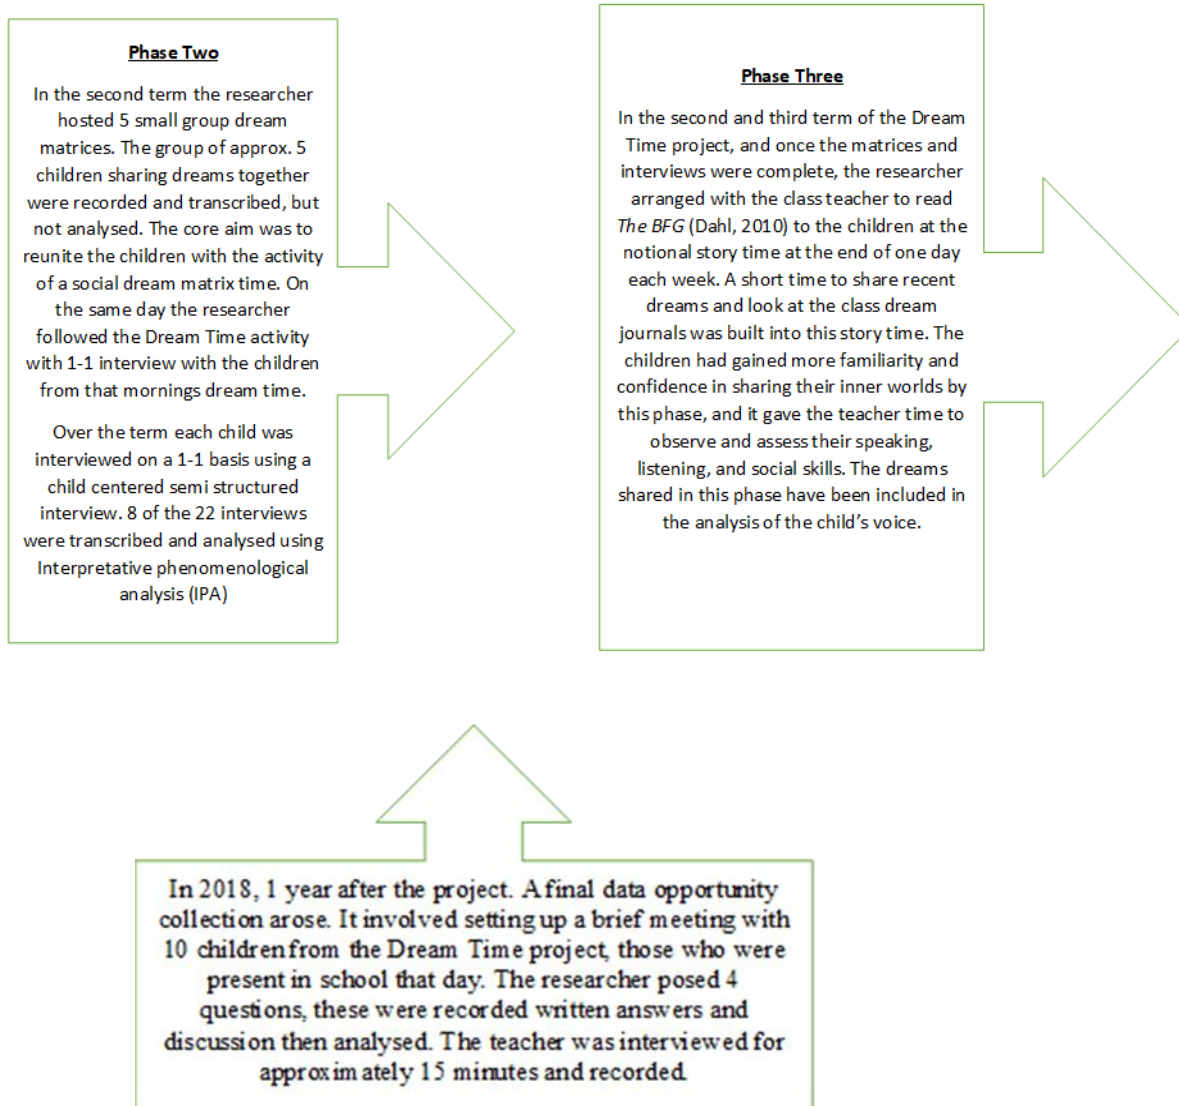 Phase Two
In the second term the researcher
hosted 5 small group dream
matrices. The group of approx. 5
children sharing dreams together
were recorded and transcribed, but
not analysed. The core aim was to
reunite the children with the activity
of a social dream matrix time. On
the same day the researcher
followed the Dream Time activity
with 1-1 interview with the children
from that mornings dream time.
Over the term each child was
interviewed on a 1-1 basis using a
child centered semi structured
interview. 8 of the 22 interviews
were transcribed and analysed using
Interpretative phenomenological
analysis (IPA)
Phase Three
In the second and third term of the Dream
Time project, and once the matrices and
interviews were complete, the researcher
arranged with the class teacher to read
The BFG (Dahl, 2010) to the children at the
notional story time at the end of one day
each week. A short time to share recent
dreams and look at the class dream
journals was built into this story time. The
children had gained more familiarity and
confidence in sharing their inner worlds by
this phase, and it gave the teacher time to
observe and assess their speaking,
listening, and social skills. The dreams
shared in this phase have been included in
the analysis of the child's voice.
In 2018, 1 year after the project. A final data opportunity
collection arose. It involved setting up a brief meeting with
10 children from the Dream Time project, those who were
present in school that day. The researcher posed 4
questions, these were recorded written answers and
discussion then analysed. The teacher was interviewed for
approximately 15 minutes and recorded.